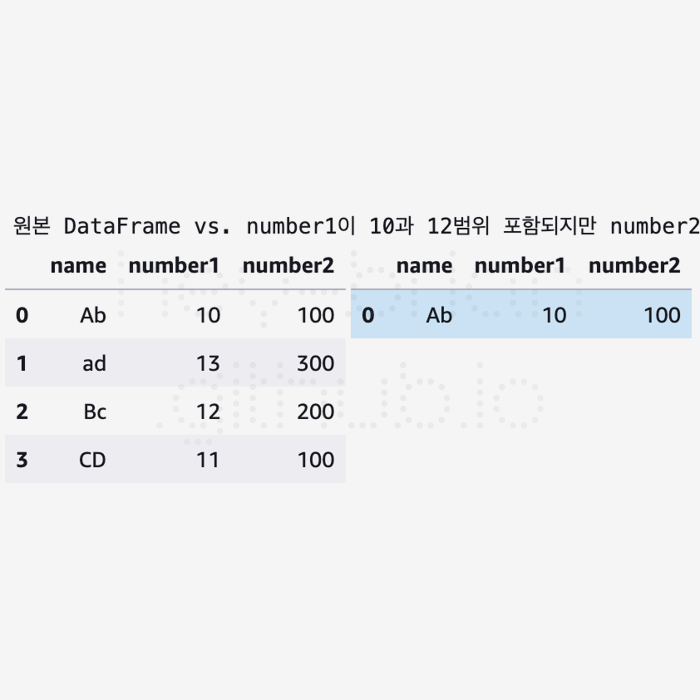 원본 DataFrame vs. number1이 10과 12범위 포함되지만 number2
name number1 number2 name number1 number2
0 Ab 10 100 0 Ab 10 100
1 ad 13 300
2 Bc 12 200
3 CD 11 100
github.io